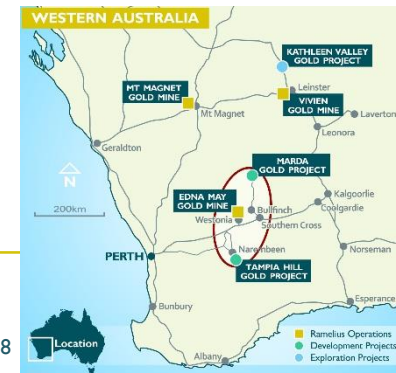 WESTERN AUSTRALIA
KATHLEEN VALLEY
GOLD PROJECT
MT MAGNET
GOLD MINE
Leinster
Mt Magnet
VIVIEN
GOLD MINE
Laverton
Leonora
Geraldton
MARDA
GOLD PROJECT
N
EDNA MAY
GOLD MINE
Kalgoorlie
Coolgardie
200km
Bullfinch
Westonia
Southern Cross
PERTH
Narembeen
Norseman
TAMPIA HILL
GOLD PROJECT
Bunbury
Esperance
8
Location
Ramelius Operations
Development Projects
Exploration Projects
Albany